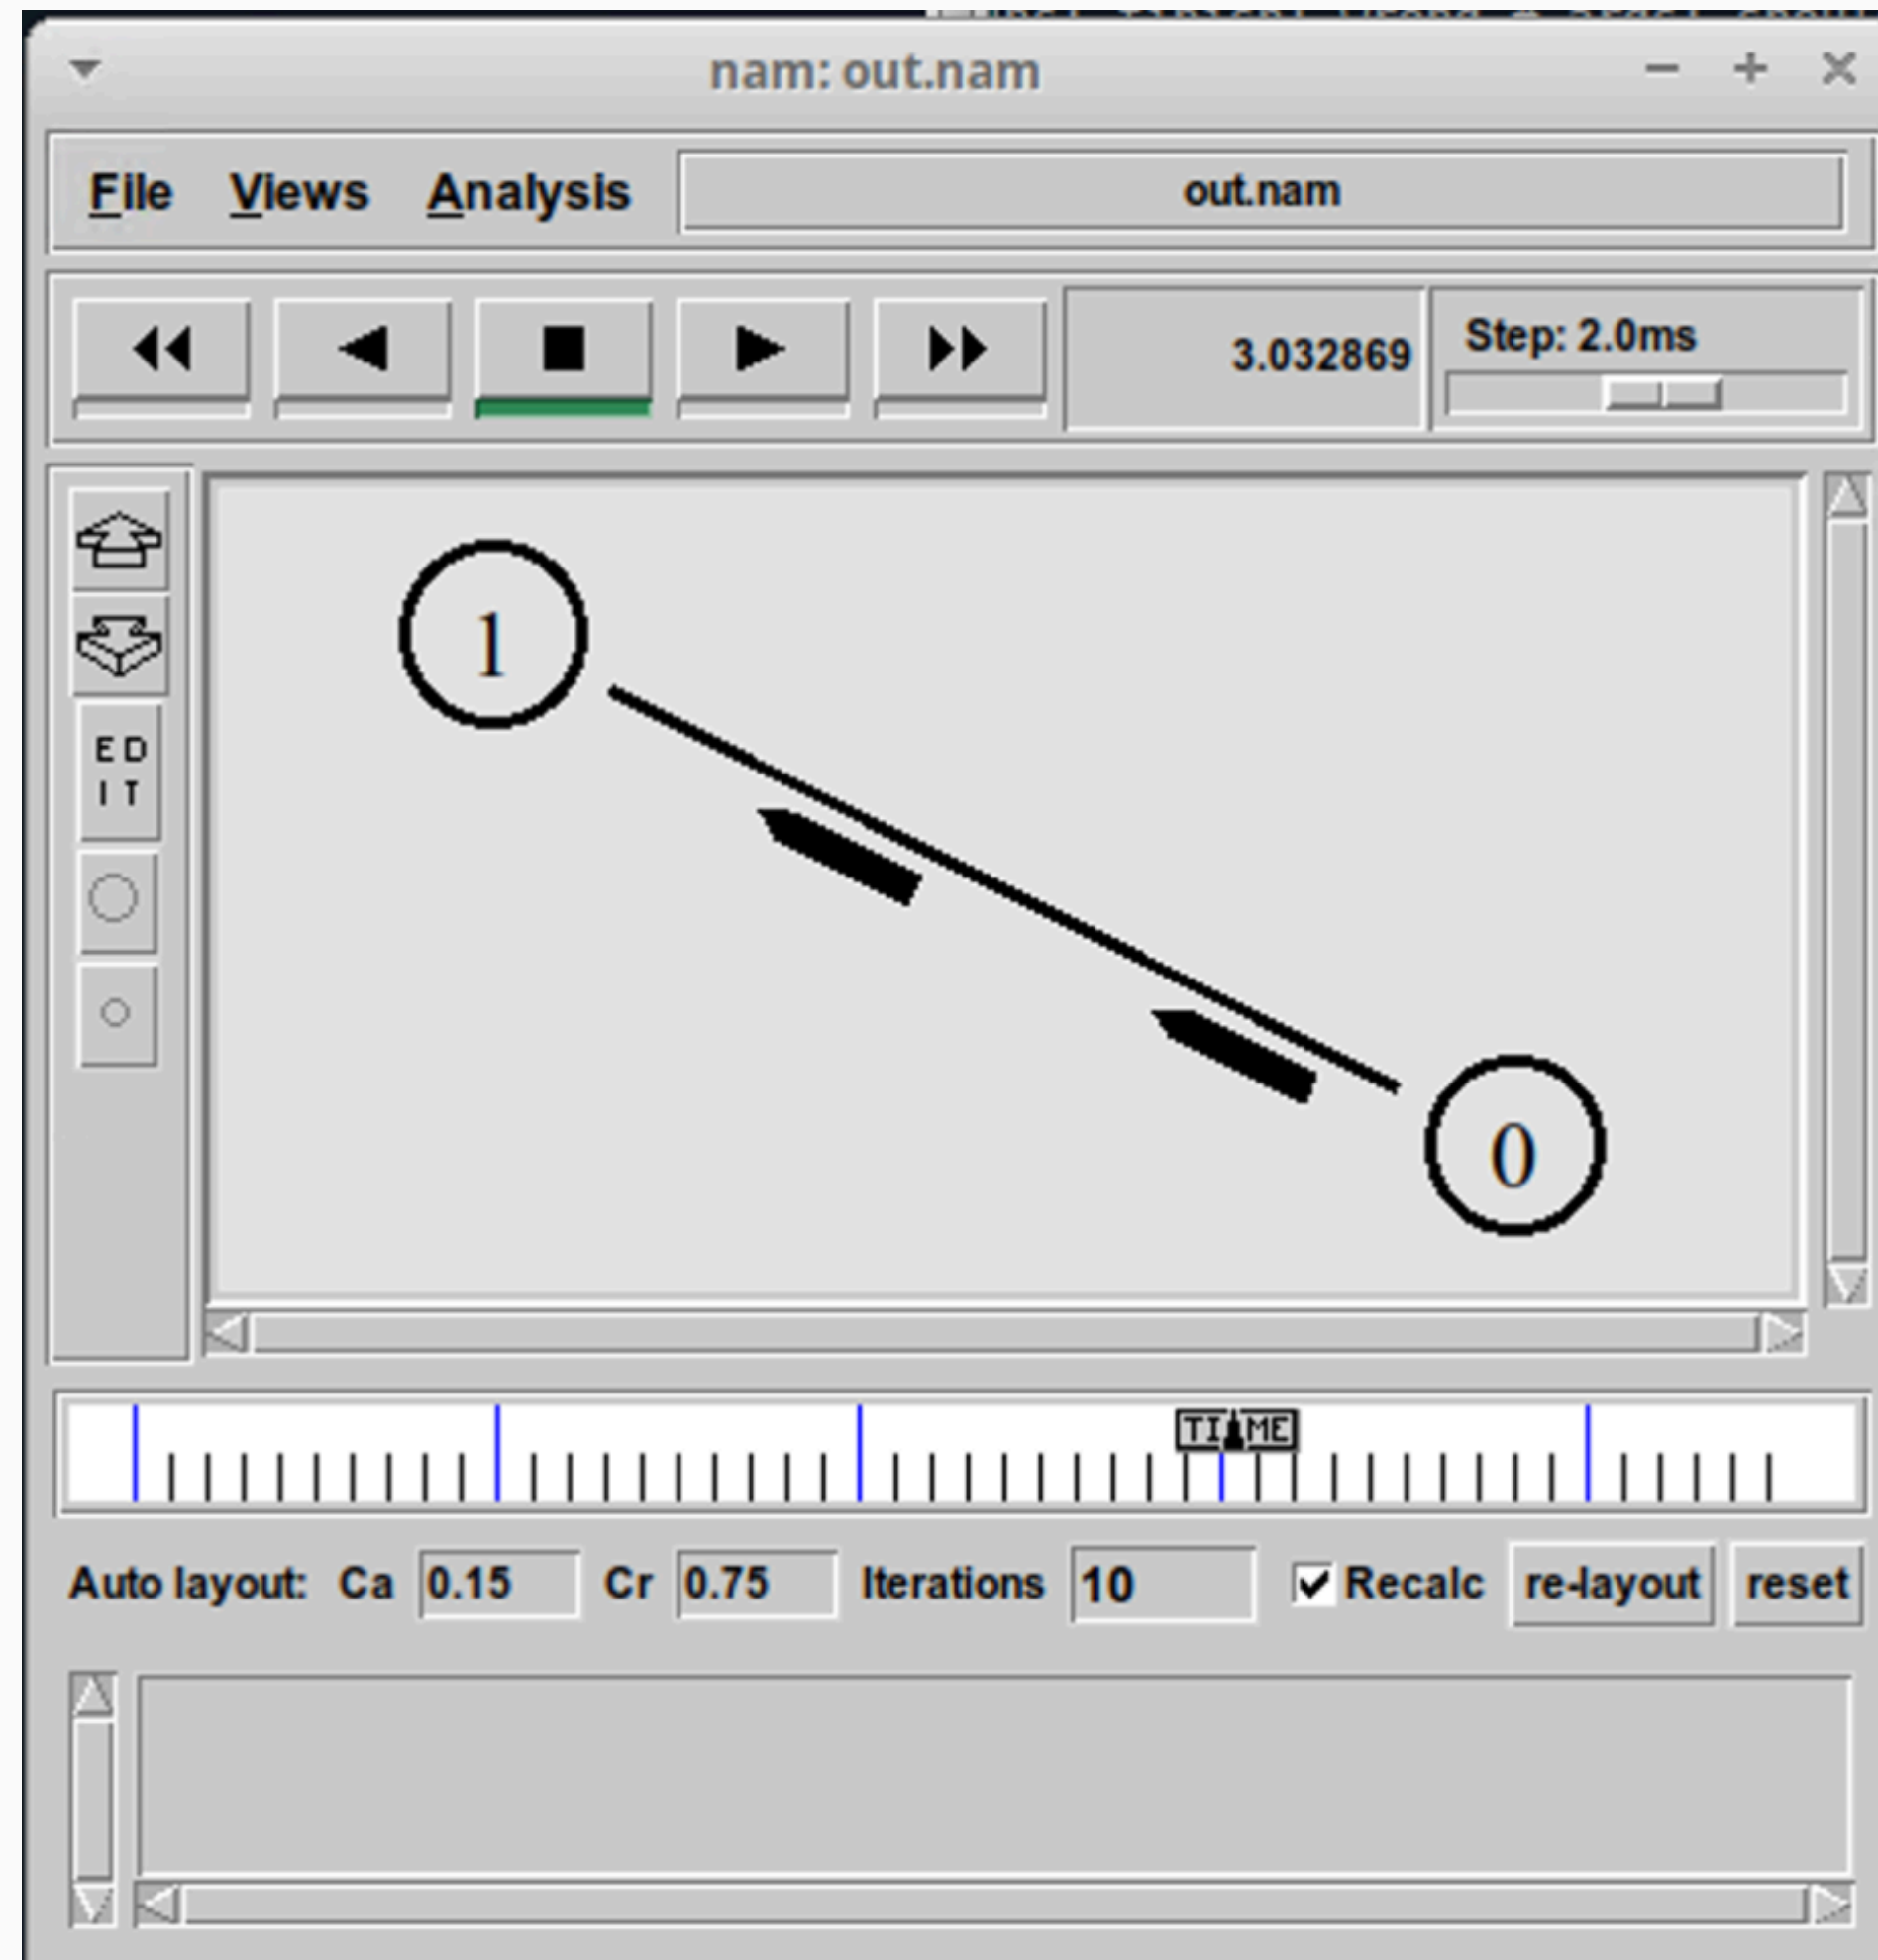 nam: out.nam
File Views Analysis out.nam
3.032869 Step: 2.0ms
1
ED
IT
0
TIME
Auto layout: Ca 0.15 Cr 0.75 Iterations 10 Recalc re-layout reset